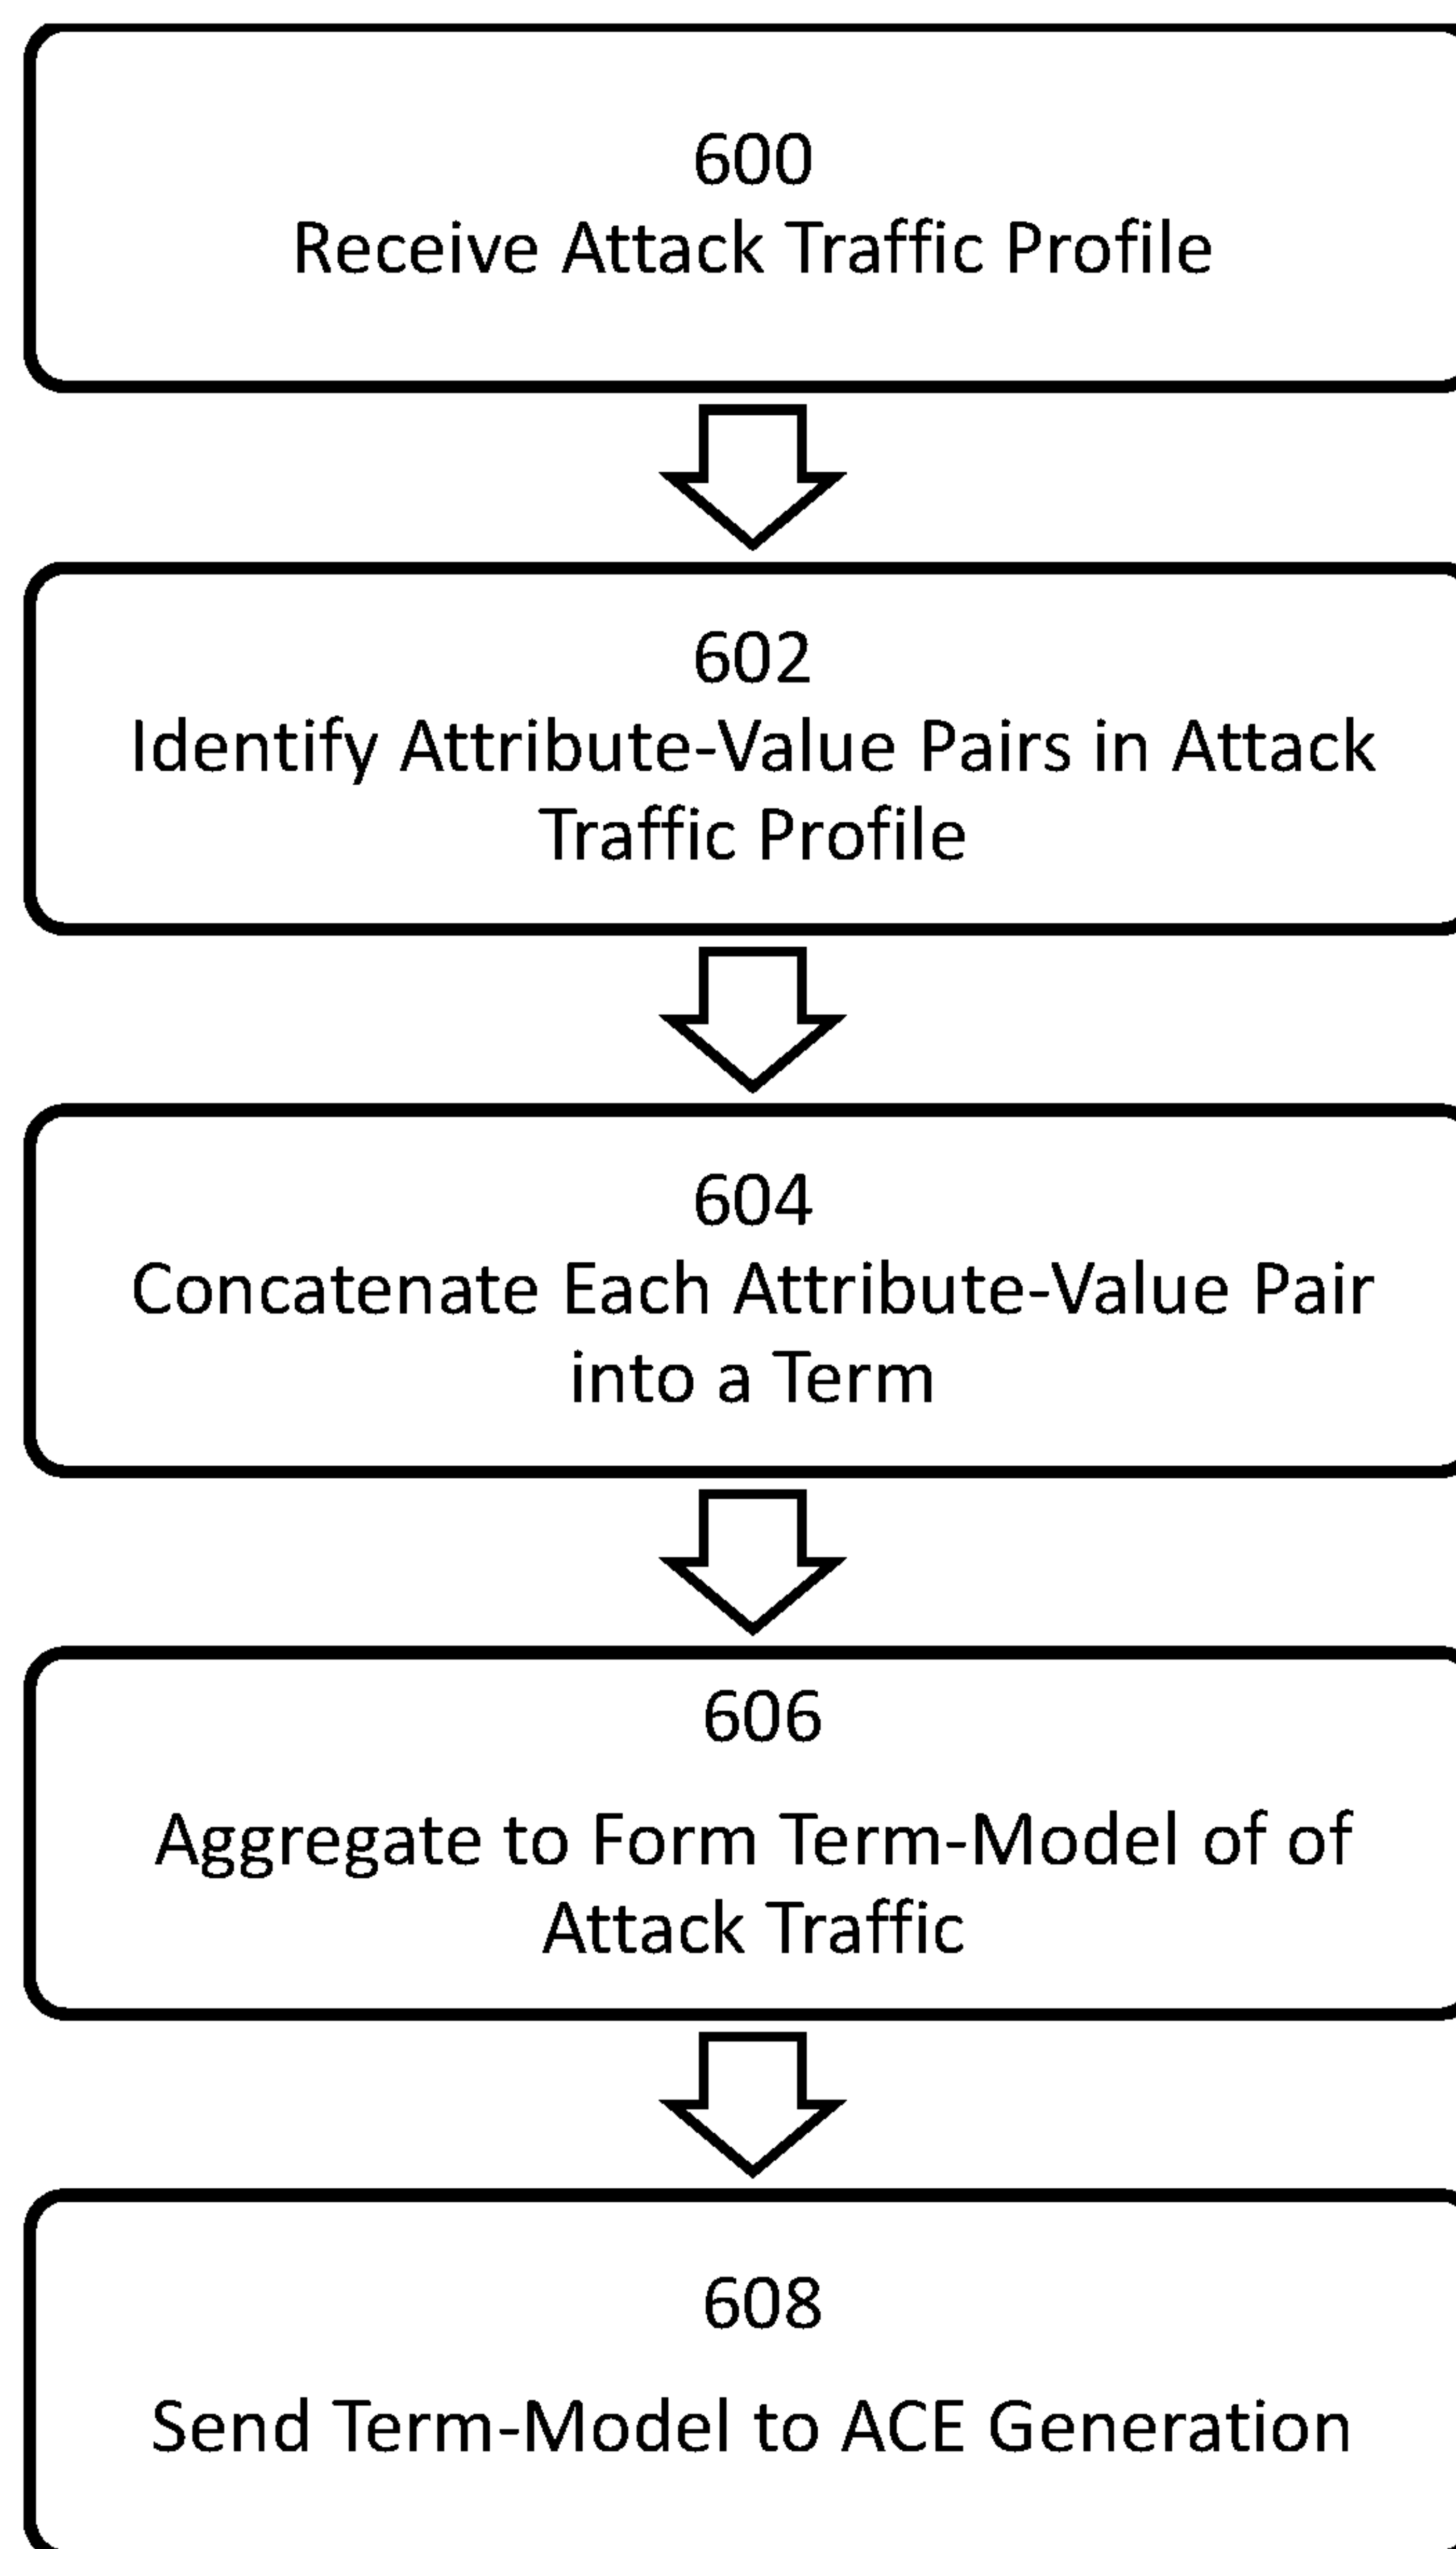 600
Receive Attack Traffic Profile
602
Identify Attribute-Value Pairs in Attack
Traffic Profile
604
Concatenate Each Attribute-Value Pair
into a Term
606
Aggregate to Form Term-Model of of
Attack Traffic
608
Send Term-Model to ACE Generation